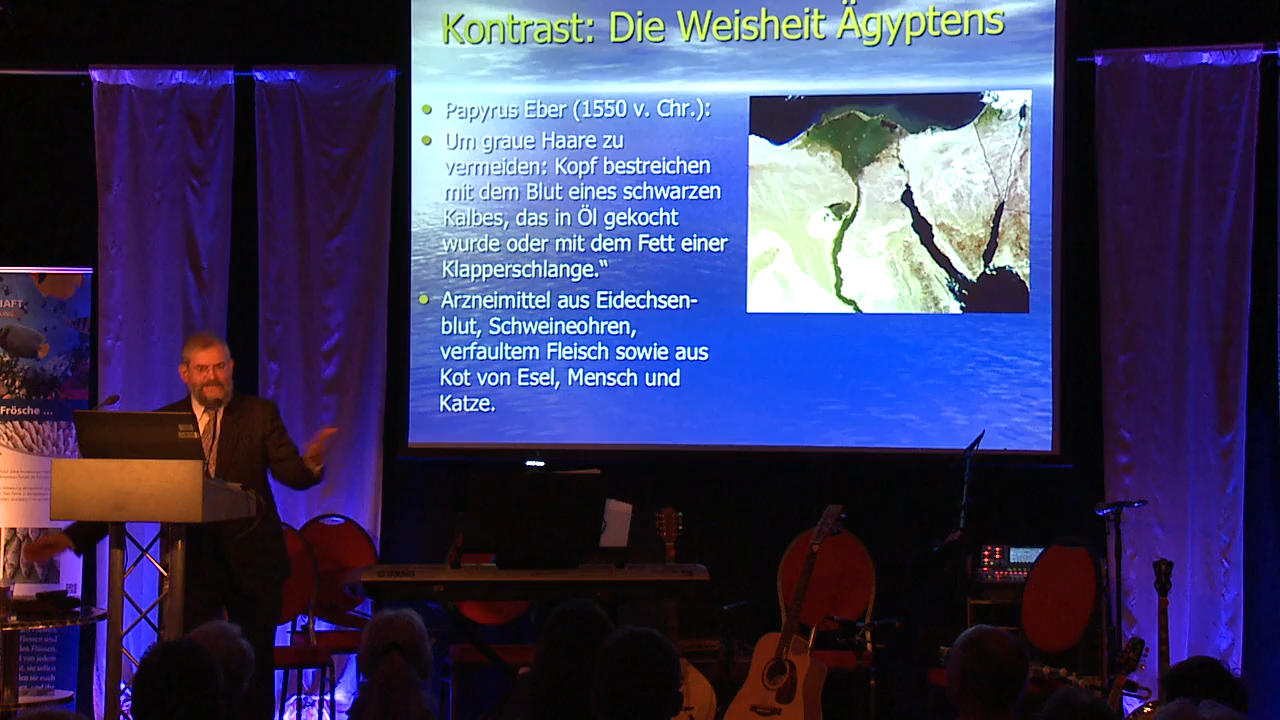 Kontrast: Die Weisheit Ägyptens
Papyrus Eber (1550 v. Chr.):
Um graue Haare zu
vermeiden: Kopf bestreichen
mit dem Blut eines schwarzen
Kalbes, das in Öl gekocht
wurde oder mit dem Fett einer
Klapperschlange.“
Arzneimittel aus Eidechsen-
blut, Schweineohren,
verfaultem Fleisch sowie aus
Kot von Esel, Mensch und
Katze.
Frösche ...
YAMAHA